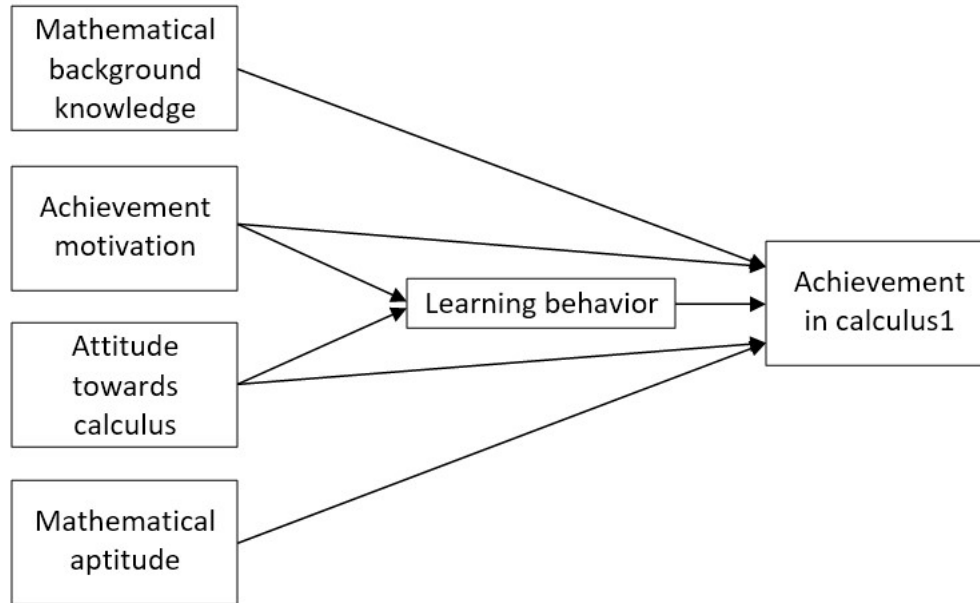 Mathematical
background
knowledge
Achievement
motivation
Attitude
towards
calculus
Mathematical
aptitude
Learning behavior
Achievement
in calculus1